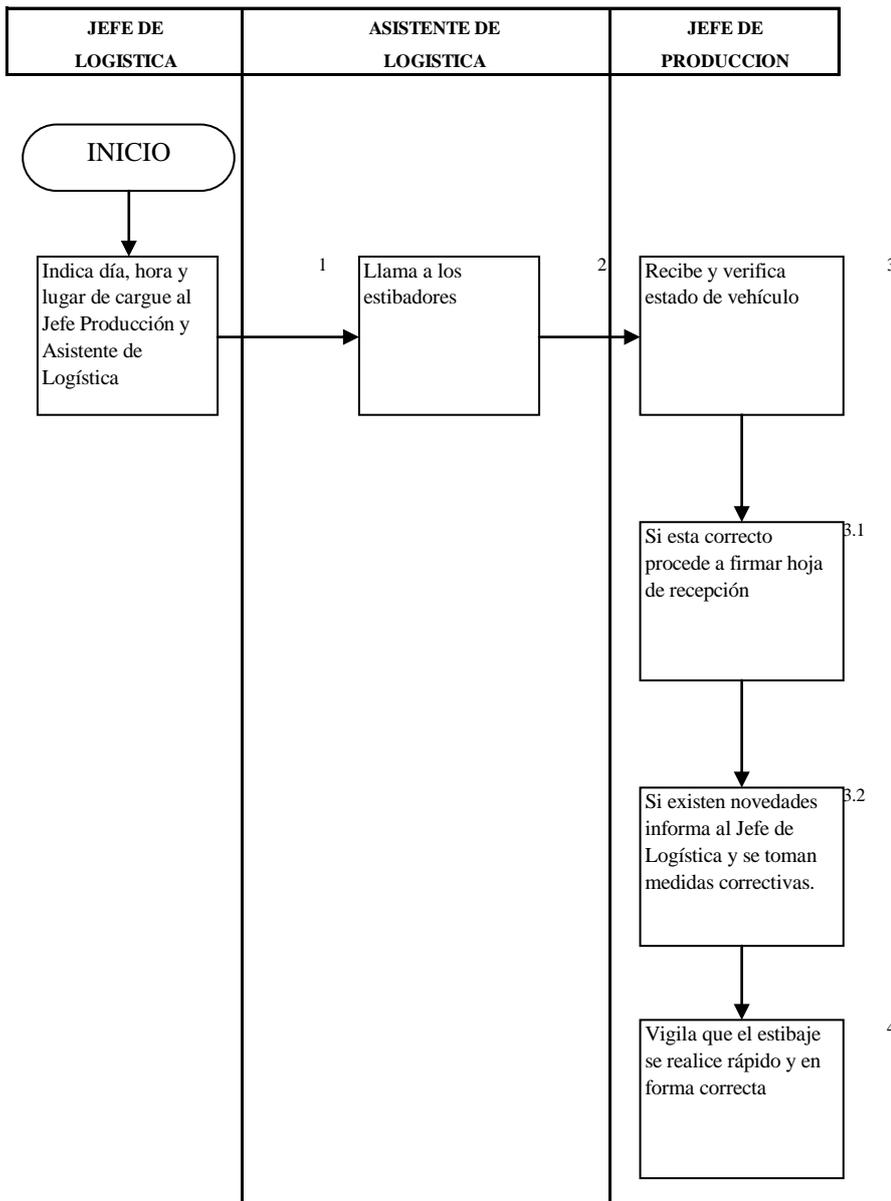 JEFE DE
LOGISTICA
ASISTENTE DE
LOGISTICA
JEFE DE
PRODUCCION
INICIO
Indica día, hora y
lugar de cargue al
Jefe Producción y
Asistente de
Logística
1
Llama a los
estibadores
2
Recibe y verifica
estado de vehículo
3
Si esta correcto
procede a firmar hoja
de recepción
3.1
Si existen novedades
informa al Jefe de
Logística y se toman
medidas correctivas.
3.2
Vigila que el estibaje
se realice rápido y en
forma correcta
4